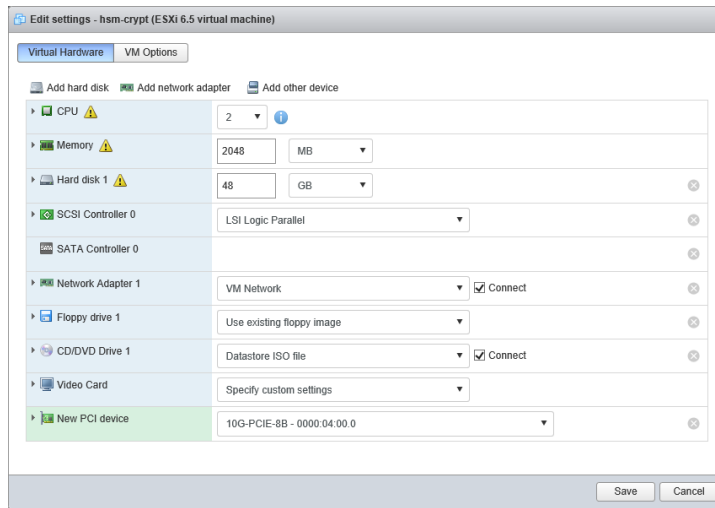 Edit settings - hsm-crypt (ESXi 6.5 virtual machine)
Virtual Hardware VM Options
Add hard disk Add network adapter Add other device
CPU 2
Memory 2048 MB
Hard disk 1 48 GB
SCSI Controller 0 LSI Logic Parallel
SATA SATA Controller 0
Network Adapter 1 VM Network Connect
Floppy drive 1 Use existing floppy image
CD/DVD Drive 1 Datastore ISO file Connect
Video Card Specify custom settings
New PCI device 10G-PCIE-8B - 0000:04:00.0
Save Cancel